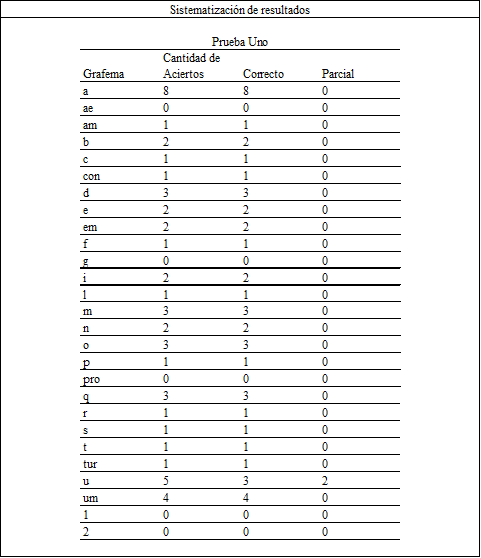 Sistematización de resultados
Prueba Uno
Cantidad de
Grafema Aciertos Correcto Parcial
a 8 8 0
ae 0 0 0
am 1 1 0
b 2 2 0
c 1 1 0
con 1 1 0
d 3 3 0
e 2 2 0
em 2 2 0
f 1 1 0
g 0 0 0
i 2 2 0
l 1 1 0
m 3 3 0
n 2 2 0
o 3 3 0
p 1 1 0
pro 0 0 0
q 3 3 0
r 1 1 0
s 1 1 0
t 1 1 0
tur 1 1 0
u 5 3 2
um 4 4 0
1 0 0 0
2 0 0 0